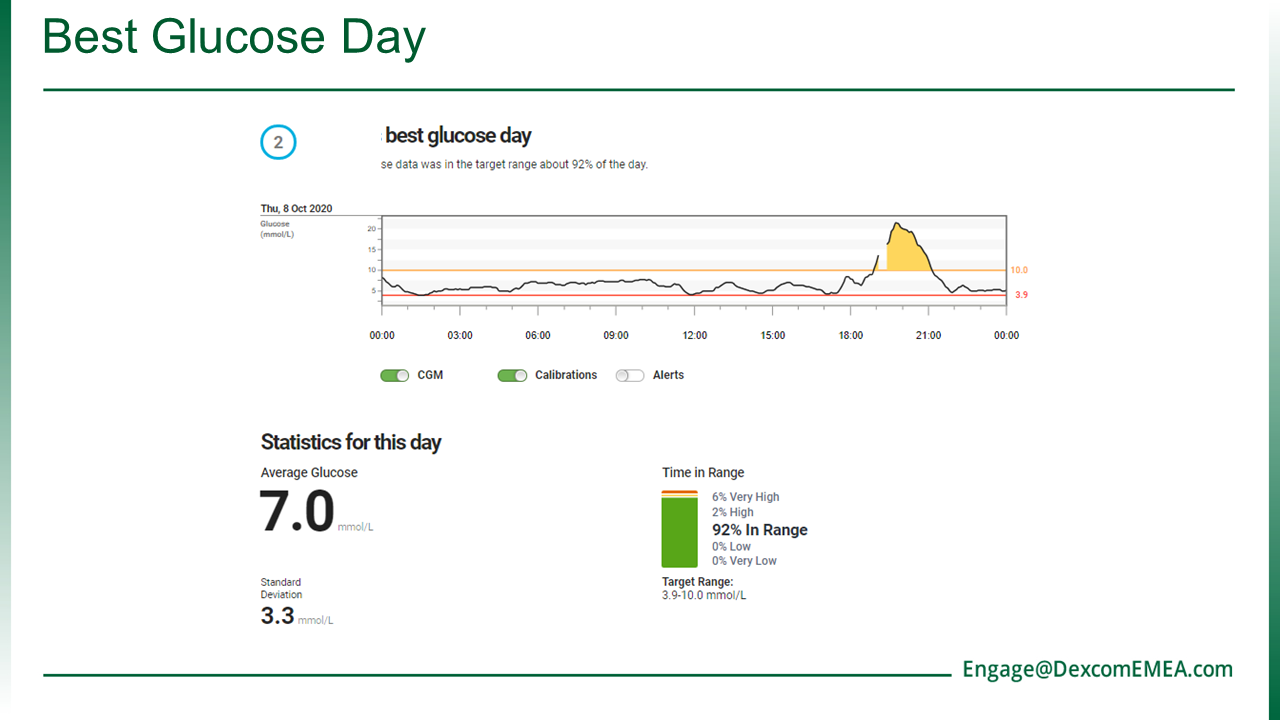 Best Glucose Day
2
best glucose day
se data was in the target range about 92% of the day.
Thu, 8 Oct 2020
Glucose
(mmol/L)
20
15
10
5
10.0
3.9
00:00 03:00 06:00 09:00 12:00 15:00 18:00 21:00 00:00
CGM Calibrations Alerts
Statistics for this day
Average Glucose
7.0 mmol/L
Standard
Deviation
3.3 mmol/L
Time in Range
6% Very High
2% High
92% In Range
0% Low
0% Very Low
Target Range:
3.9-10.0 mmol/L
Engage@DexcomEMEA.com